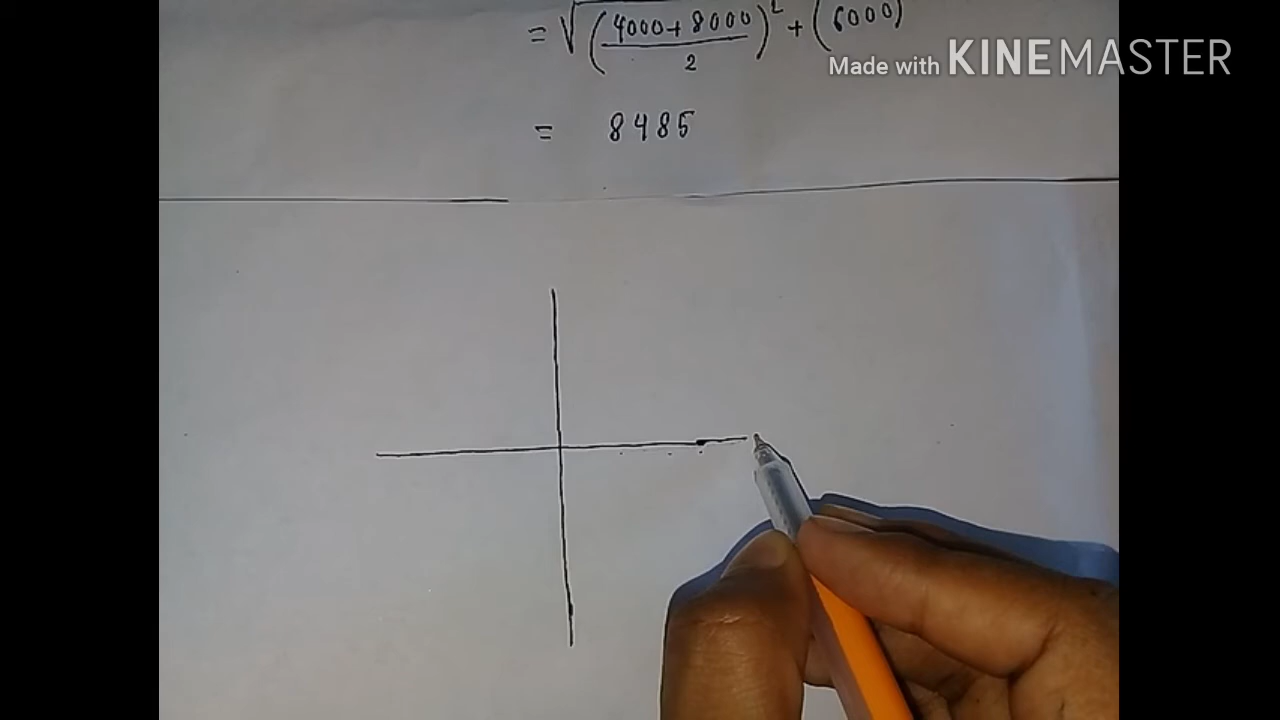 = √((4000+8000)/2)² + (6000)
Made with KINEMASTER
= 8485